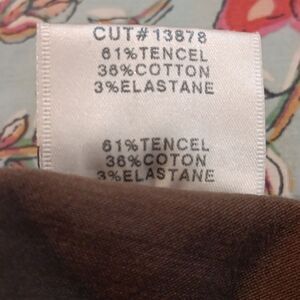 CUT#13878
61%TENCEL
36%COTTON
3%ELASTANE
61%TENCEL
36%COTON
3%ELASTANE